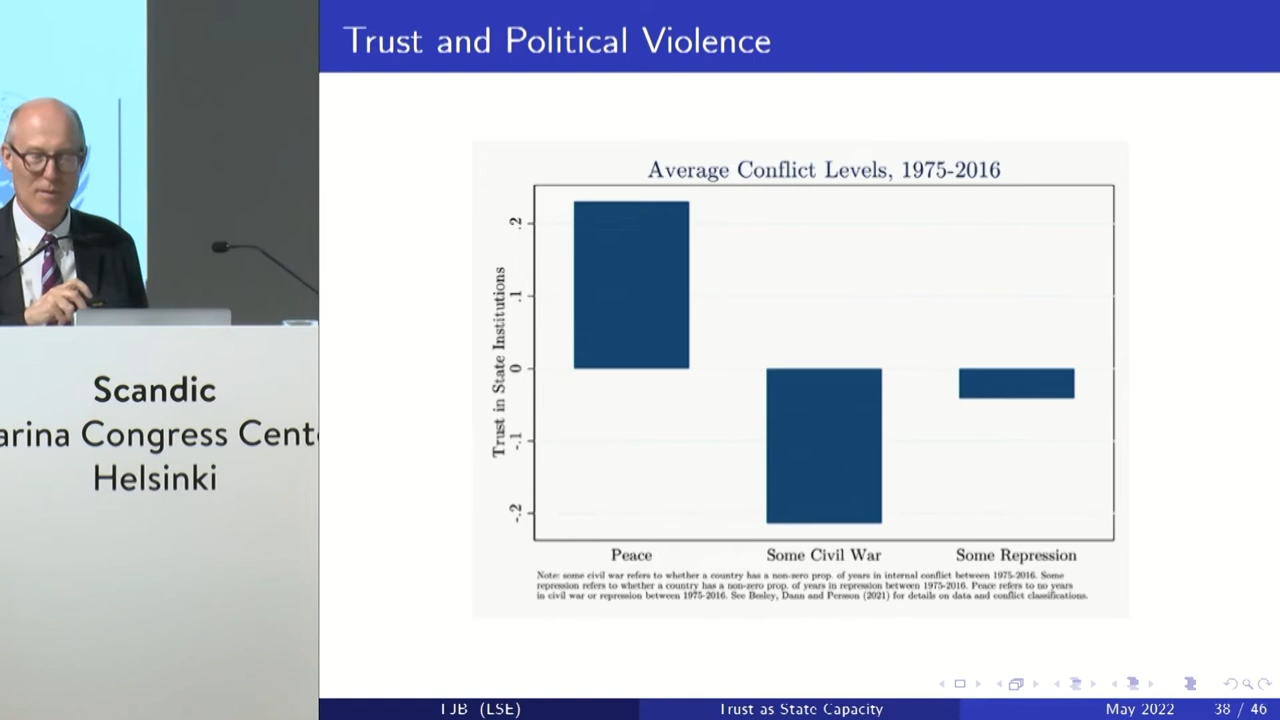 Trust and Political Violence
Average Conflict Levels, 1975-2016
Trust in State Institutions
.2
.1
0
-.1
-.2
Peace
Some Civil War
Some Repression
Note: some civil war refers to whether a country has a non-zero prop. of years in internal conflict between 1975-2016. Some
repression refers to whether a country has a non-zero prop. of years in repression between 1975-2016. Peace refers to no years
in civil war or repression between 1975-2016. See Besley, Dann and Persson (2021) for details on data and conflict classifications.
Scandic
arina Congress Cent
Helsinki
TJB (LSE)
Trust as State Capacity
May 2022
38 / 46